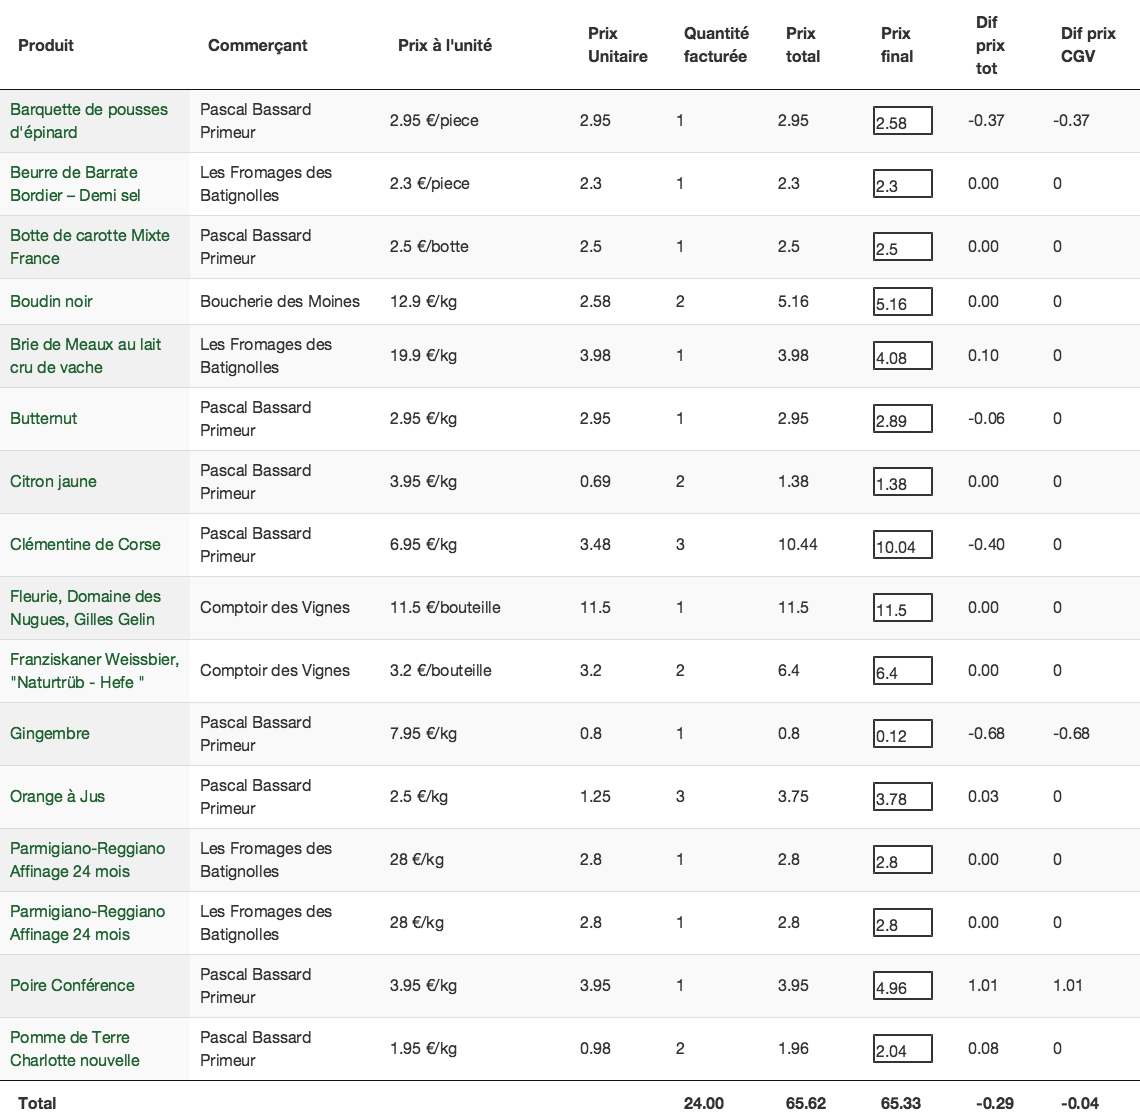 Produit Commerçant Prix à l'unité Prix Unitaire Quantité facturée Prix total Prix final Dif prix tot Dif prix CGV
Barquette de pousses d'épinard Pascal Bassard Primeur 2.95 €/piece 2.95 1 2.95 2.58 -0.37 -0.37
Beurre de Barrate Bordier – Demi sel Les Fromages des Batignolles 2.3 €/piece 2.3 1 2.3 2.3 0.00 0
Botte de carotte Mixte France Pascal Bassard Primeur 2.5 €/botte 2.5 1 2.5 2.5 0.00 0
Boudin noir Boucherie des Moines 12.9 €/kg 2.58 2 5.16 5.16 0.00 0
Brie de Meaux au lait cru de vache Les Fromages des Batignolles 19.9 €/kg 3.98 1 3.98 4.08 0.10 0
Butternut Pascal Bassard Primeur 2.95 €/kg 2.95 1 2.95 2.89 -0.06 0
Citron jaune Pascal Bassard Primeur 3.95 €/kg 0.69 2 1.38 1.38 0.00 0
Clémentine de Corse Pascal Bassard Primeur 6.95 €/kg 3.48 3 10.44 10.04 -0.40 0
Fleurie, Domaine des Nugues, Gilles Gelin Comptoir des Vignes 11.5 €/bouteille 11.5 1 11.5 11.5 0.00 0
Franziskaner Weissbier, "Naturtrüb - Hefe " Comptoir des Vignes 3.2 €/bouteille 3.2 2 6.4 6.4 0.00 0
Gingembre Pascal Bassard Primeur 7.95 €/kg 0.8 1 0.8 0.12 -0.68 -0.68
Orange à Jus Pascal Bassard Primeur 2.5 €/kg 1.25 3 3.75 3.78 0.03 0
Parmigiano-Reggiano Affinage 24 mois Les Fromages des Batignolles 28 €/kg 2.8 1 2.8 2.8 0.00 0
Parmigiano-Reggiano Affinage 24 mois Les Fromages des Batignolles 28 €/kg 2.8 1 2.8 2.8 0.00 0
Poire Conférence Pascal Bassard Primeur 3.95 €/kg 3.95 1 3.95 4.96 1.01 1.01
Pomme de Terre Charlotte nouvelle Pascal Bassard Primeur 1.95 €/kg 0.98 2 1.96 2.04 0.08 0
Total 24.00 65.62 65.33 -0.29 -0.04